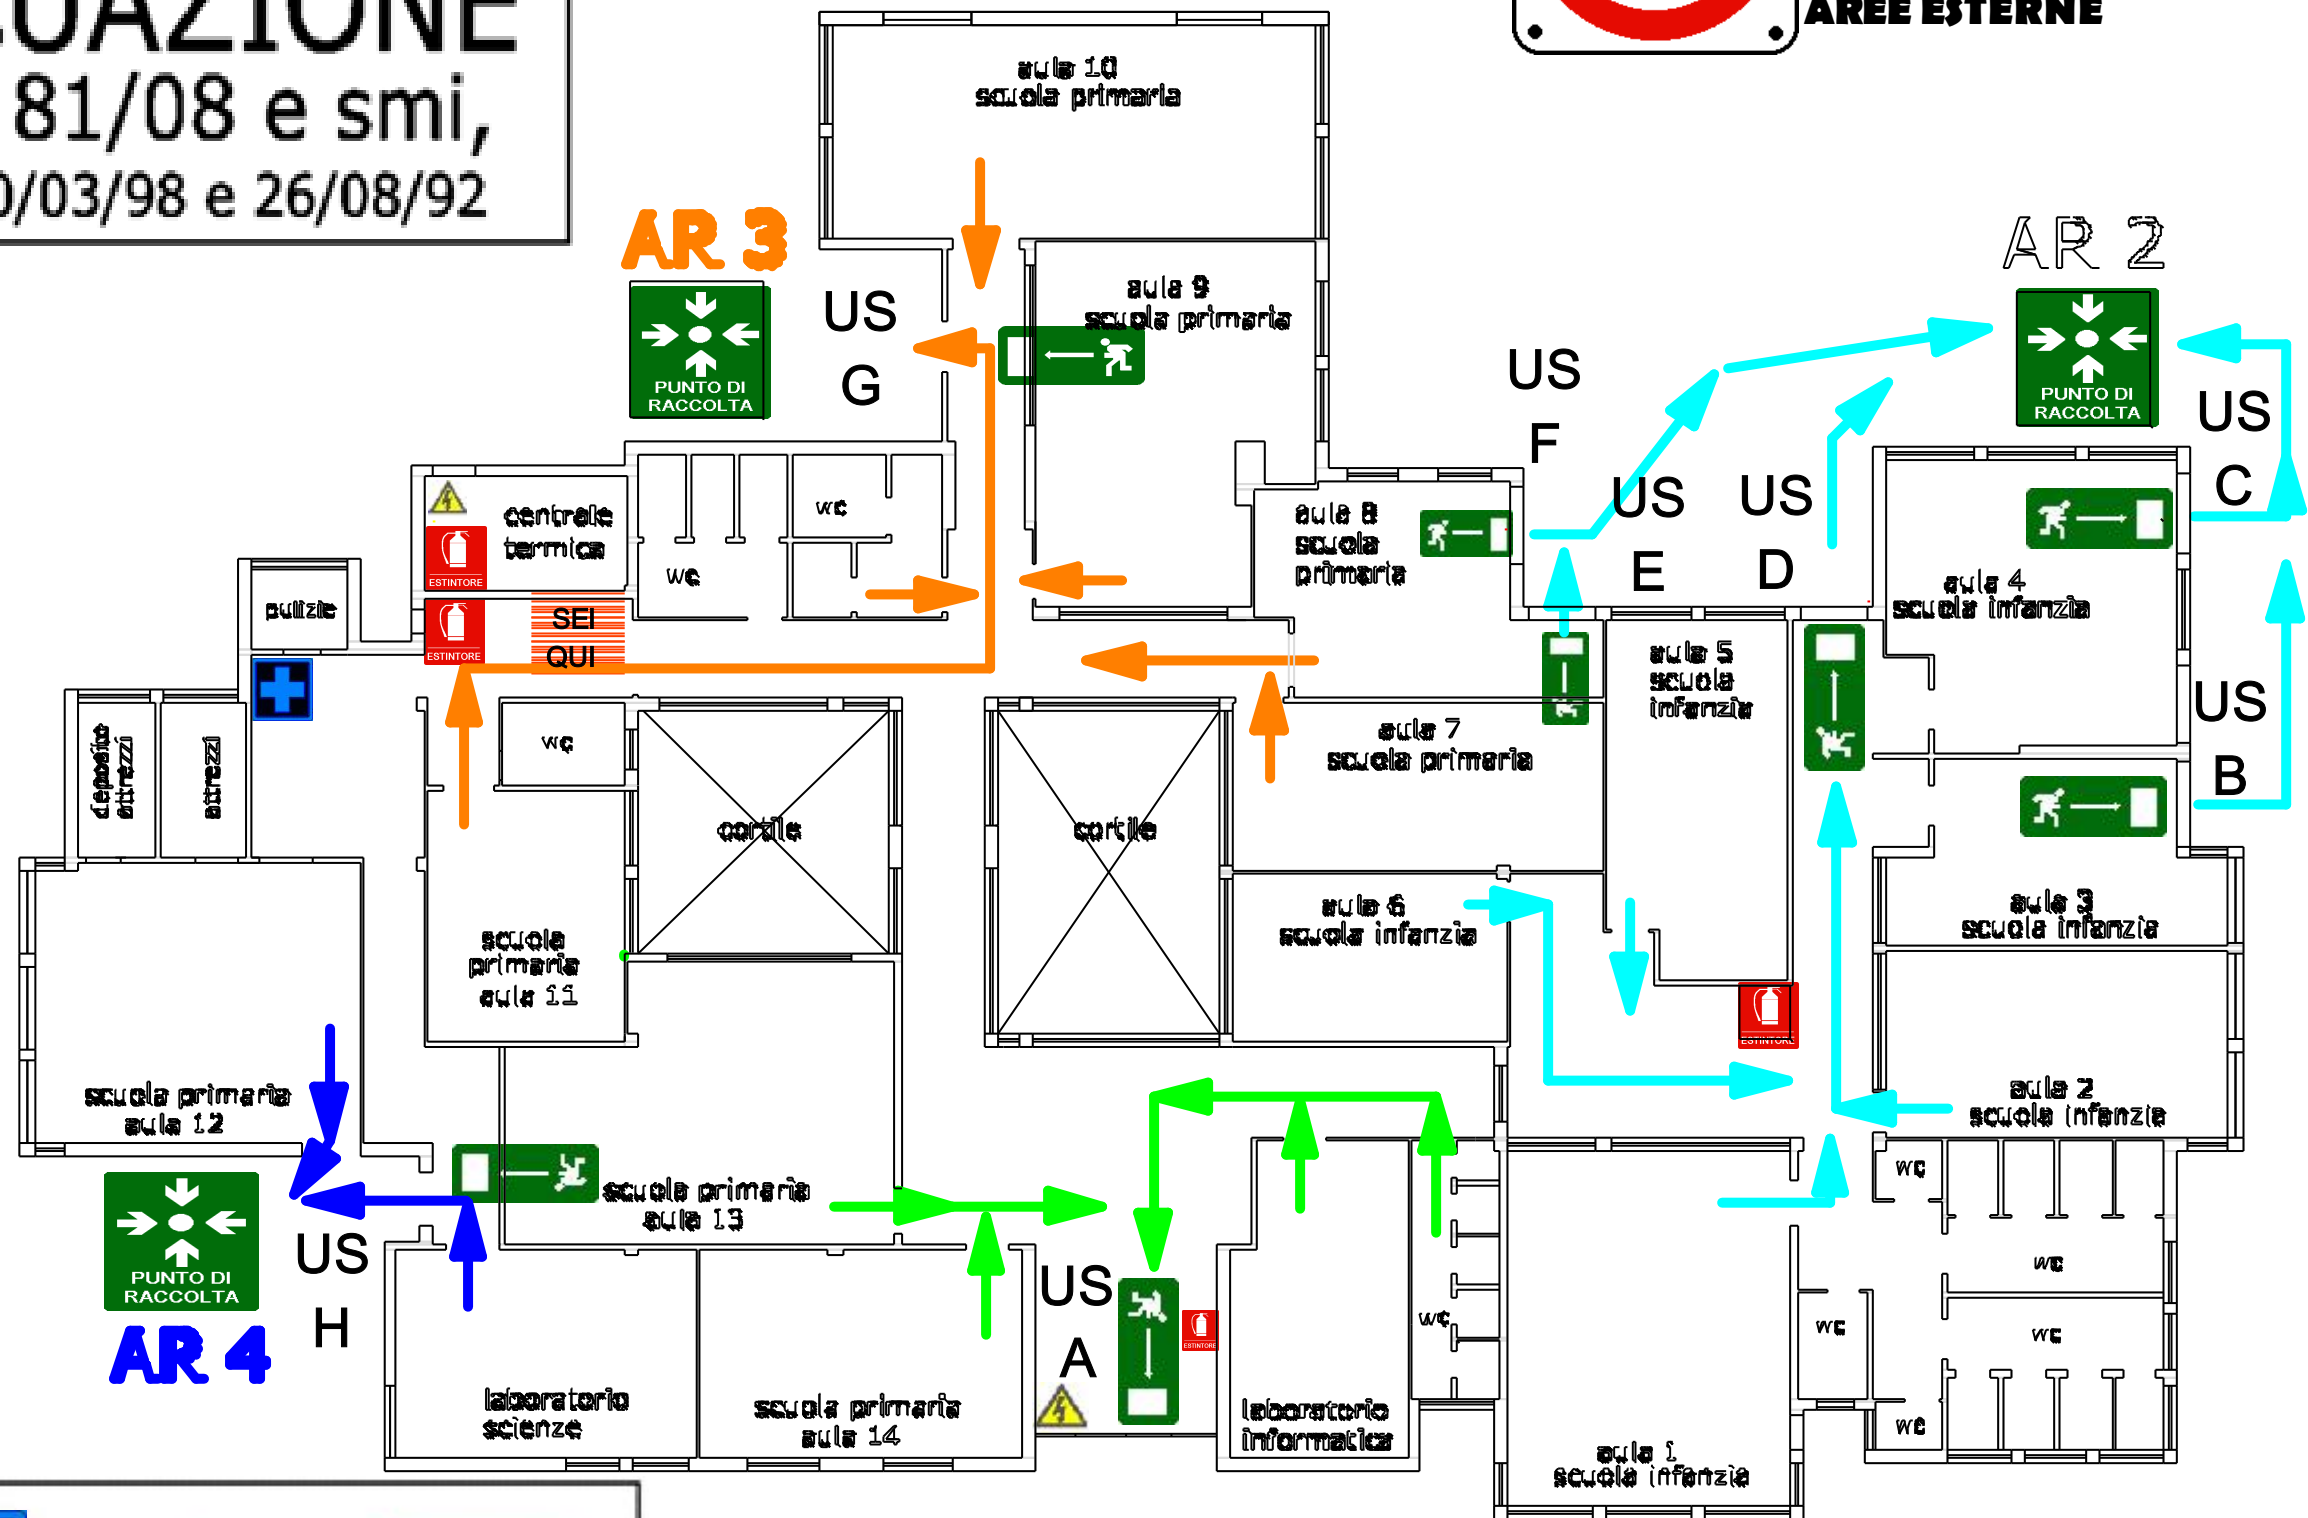 81/08 e smi,
0/03/98 e 26/08/92
AREE ESTERNE
aula 10
scuola primaria
AR 3
PUNTO DI
RACCOLTA
US
G
aula 9
scuola primaria
US
F
AR 2
PUNTO DI
RACCOLTA
US
C
US
E
US
D
centrale
termica
ESTINTORE
wc
wc
aula 8
scuola
primaria
aula 4
scuola infanzia
pulizie
ESTINTORE
SEI
QUI
aula 5
scuola
infanzia
US
B
deposito
attrezzi
attrezzi
wc
aula 7
scuola primaria
cortile
cortile
aula 6
scuola infanzia
aula 3
scuola infanzia
scuola
primaria
aula 11
ESTINTORE
scuola primaria
aula 12
aula 2
scuola infanzia
scuola primaria
aula 13
wc
PUNTO DI
RACCOLTA
AR 4
US
H
US
A
ESTINTORE
wc
wc
wc
wc
wc
laboratorio
scienze
scuola primaria
aula 14
laboratorio
informatica
aula 1
scuola infanzia